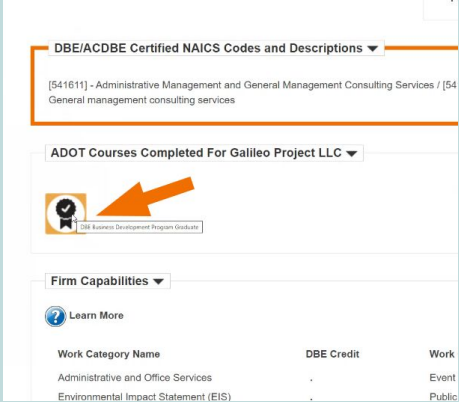 DBE/ACDBE Certified NAICS Codes and Descriptions
[541611] - Administrative Management and General Management Consulting Services / [54
General management consulting services
ADOT Courses Completed For Galileo Project LLC
DBE Business Development Program Graduate
Firm Capabilities
? Learn More
Work Category Name DBE Credit Work
Administrative and Office Services . Event
Environmental Impact Statement (EIS) . Public